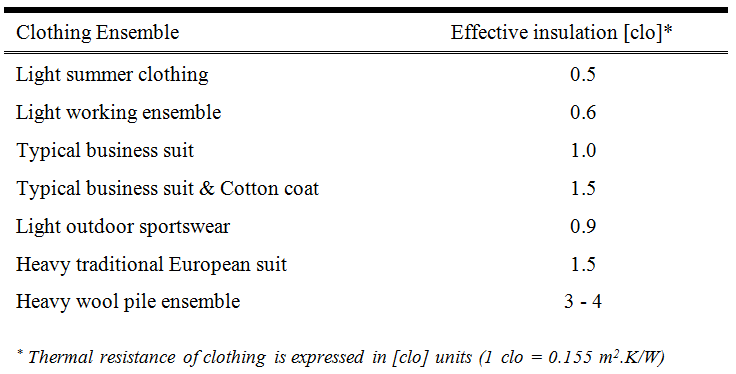 Clothing Ensemble Effective insulation [clo]*
Light summer clothing 0.5
Light working ensemble 0.6
Typical business suit 1.0
Typical business suit & Cotton coat 1.5
Light outdoor sportswear 0.9
Heavy traditional European suit 1.5
Heavy wool pile ensemble 3 - 4
* Thermal resistance of clothing is expressed in [clo] units (1 clo = 0.155 m².K/W)